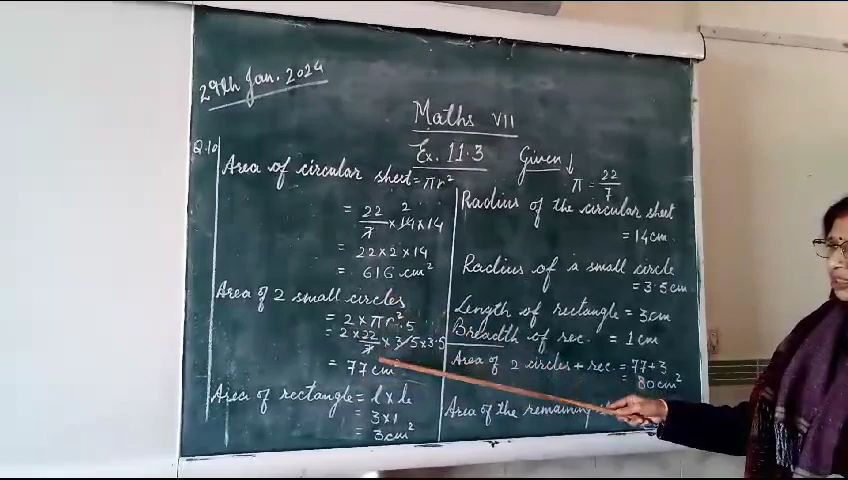 29th Jan. 2024
Maths VII
Ex. 11.3
Q.10
Area of circular sheet = πr²
= 22/7 × 14 × 14
2
= 22 × 2 × 14
= 616 cm²
Area of 2 small circles
= 2 × πr²
.5
= 2 × 22/7 × 3.5 × 3.5
= 77 cm²
Area of rectangle = l × b
= 3 × 1
= 3 cm²
Given ↓
π = 22/7
Radius of the circular sheet
= 14 cm
Radius of a small circle
= 3.5 cm
Length of rectangle = 3 cm
Breadth of rec. = 1 cm
Area of 2 circles + rec. = 77 + 3
= 80 cm²
Area of the remaining